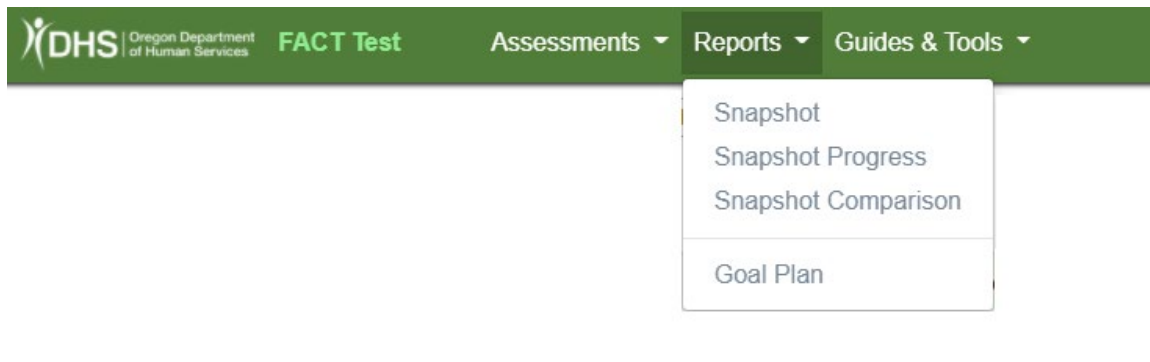 DHS Oregon Department of Human Services FACT Test Assessments Reports Guides & Tools
Snapshot
Snapshot Progress
Snapshot Comparison
Goal Plan